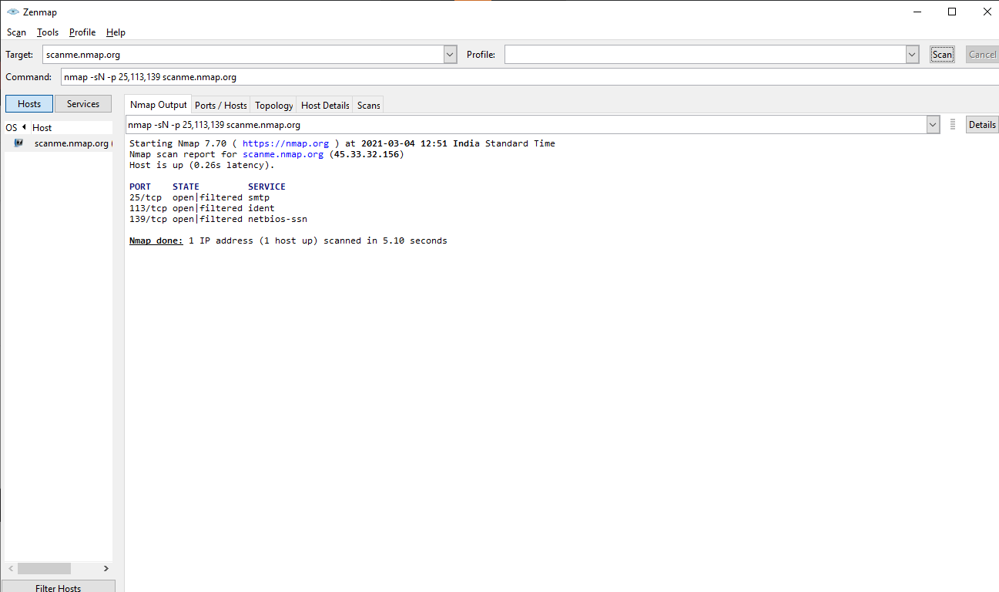 Zenmap
Scan Tools Profile Help
Target: scanme.nmap.org Profile: Scan Cancel
Command: nmap -sN -p 25,113,139 scanme.nmap.org
Hosts Services Nmap Output Ports / Hosts Topology Host Details Scans
OS Host nmap -sN -p 25,113,139 scanme.nmap.org Details
scanme.nmap.org (
Starting Nmap 7.70 ( https://nmap.org ) at 2021-03-04 12:51 India Standard Time
Nmap scan report for scanme.nmap.org (45.33.32.156)
Host is up (0.26s latency).
PORT STATE SERVICE
25/tcp open|filtered smtp
113/tcp open|filtered ident
139/tcp open|filtered netbios-ssn
Nmap done: 1 IP address (1 host up) scanned in 5.10 seconds
Filter Hosts